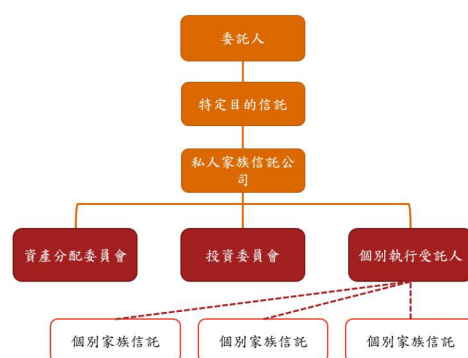 委託人
特定目的信託
私人家族信託公
司
資產分配委員會
投資委員會
個別執行受託人
個別家族信託
個別家族信託
個別家族信託